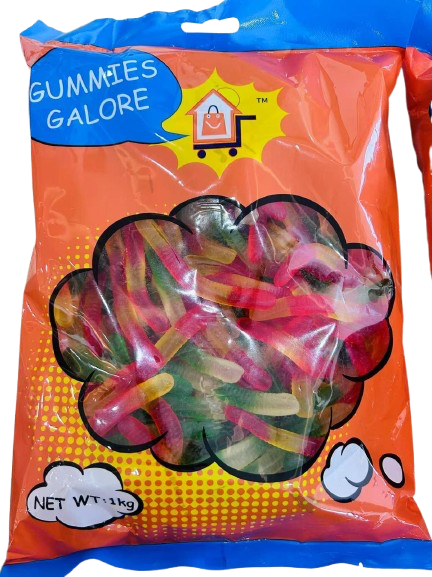 GUMMIES
GALORE
TM
NET WT:1kg